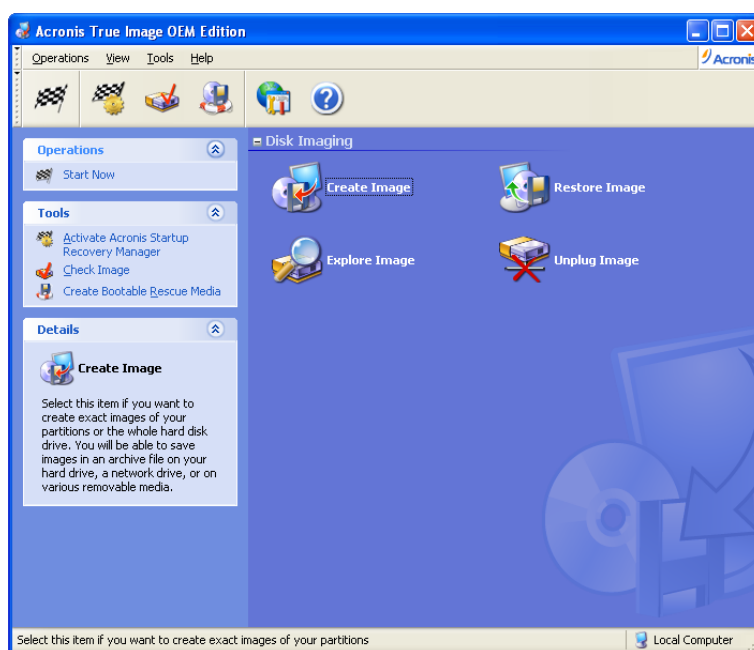 Acronis True Image OEM Edition
Operations View Tools Help
Acronis
Operations
Start Now
Tools
Activate Acronis Startup
Recovery Manager
Check Image
Create Bootable Rescue Media
Details
Create Image
Select this item if you want to
create exact images of your
partitions or the whole hard disk
drive. You will be able to save
images in an archive file on your
hard drive, a network drive, or on
various removable media.
Disk Imaging
Create Image
Restore Image
Explore Image
Unplug Image
Select this item if you want to create exact images of your partitions
Local Computer